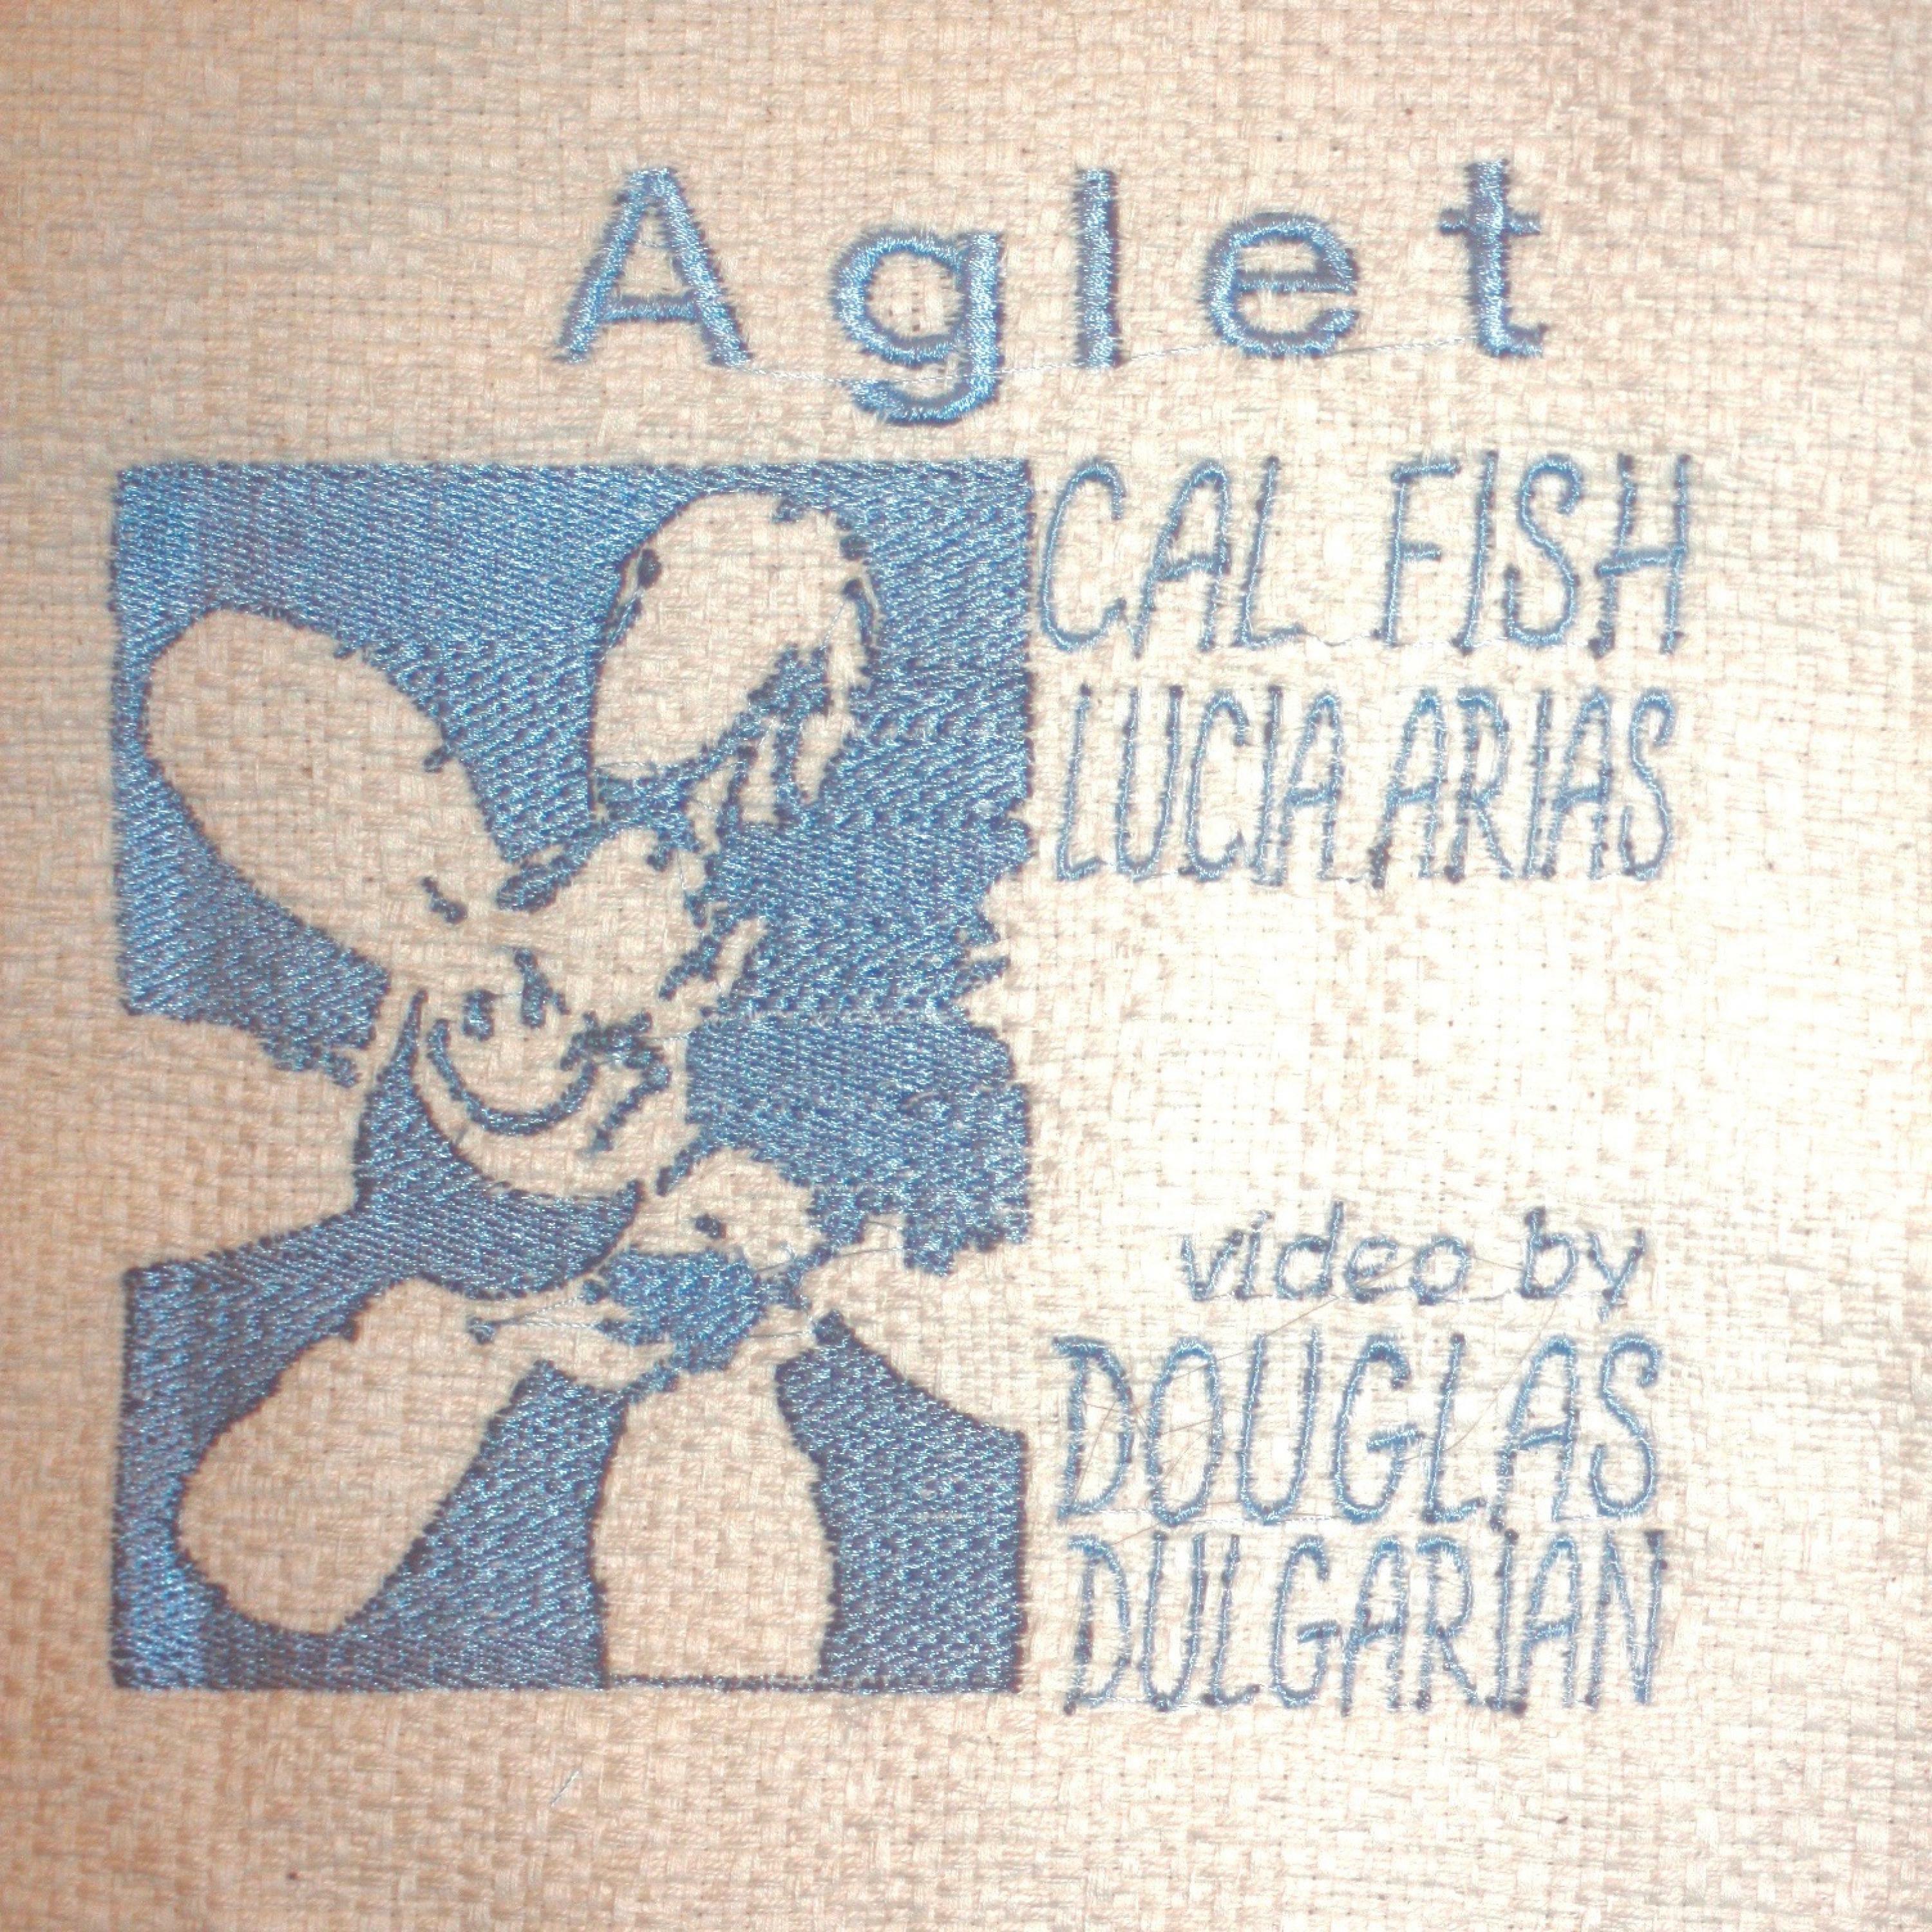 Aglet
CAL FISH
LUCIA ARIAS
video by
DOUGLAS
DULGARIAN